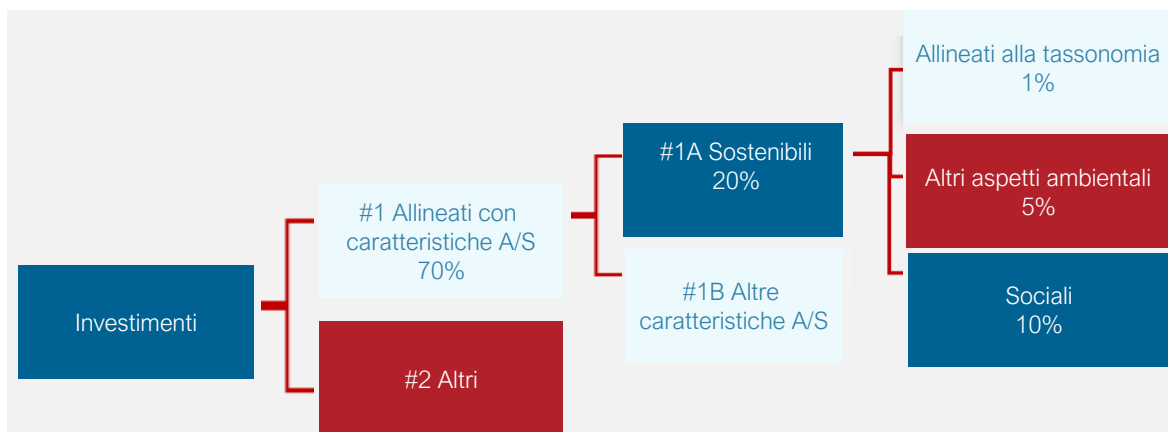 Investimenti
#1 Allineati con
caratteristiche A/S
70%
#2 Altri
#1A Sostenibili
20%
#1B Altre
caratteristiche A/S
Allineati alla tassonomia
1%
Altri aspetti ambientali
5%
Sociali
10%